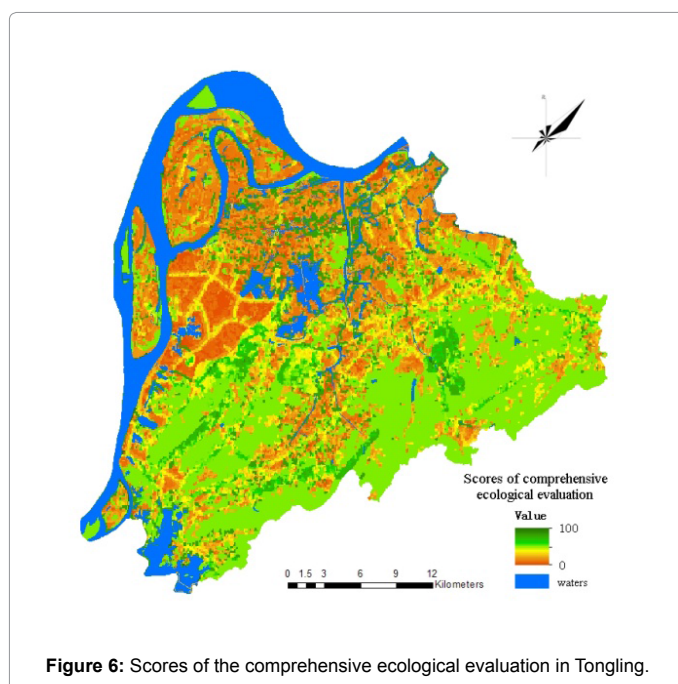 Scores of comprehensive
ecological evaluation
Value
100
0
waters
0 1.5 3 6 9 12
Kilometers
Figure 6: Scores of the comprehensive ecological evaluation in Tongling.